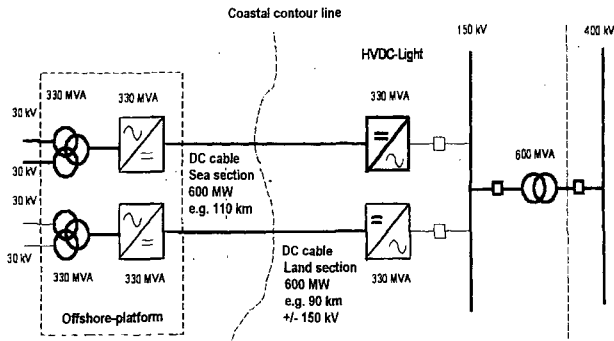 Coastal contour line
150 kV
400 kV
HVDC-Light
330 MVA
330 MVA
330 MVA
30 kV
30 kV
DC cable
Sea section
600 MW
e.g. 110 km
600 MVA
30 kV
30 kV
330 MVA
330 MVA
DC cable
Land section
600 MW
e.g. 90 km
+/- 150 kV
330 MVA
Offshore-platform